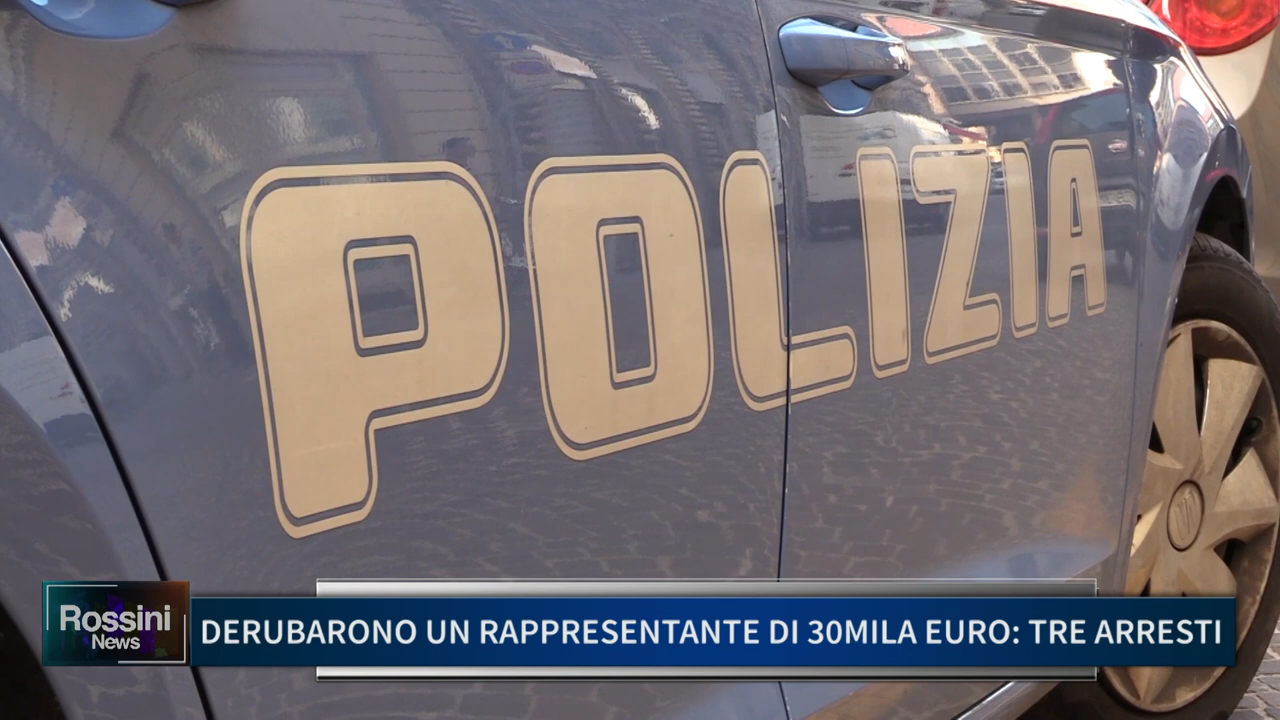 POLIZIA
Rossini
News
DERUBARONO UN RAPPRESENTANTE DI 30MILA EURO: TRE ARRESTI